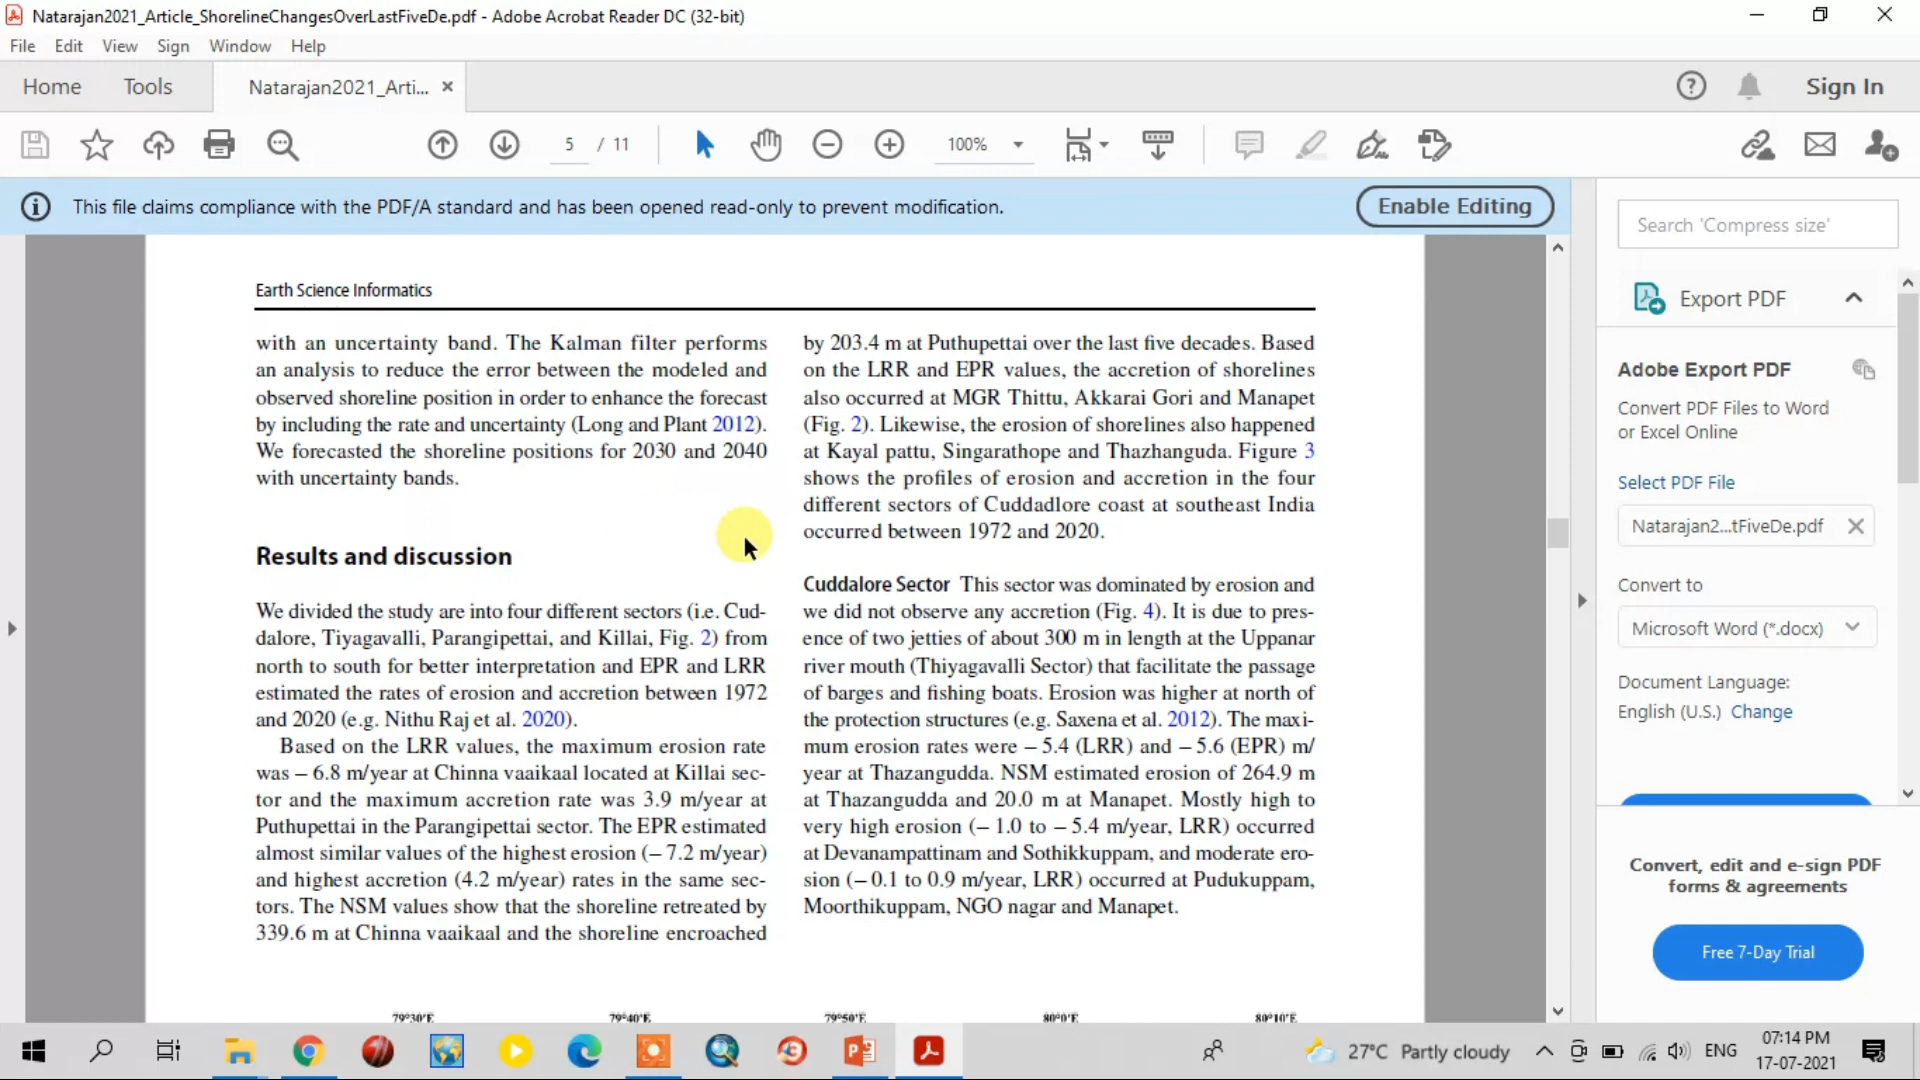 Natarajan2021_Article_ShorelineChangesOverLastFiveDe.pdf - Adobe Acrobat Reader DC (32-bit)
File Edit View Sign Window Help
Home Tools Natarajan2021_Arti... × Sign In
5 / 11 100%
This file claims compliance with the PDF/A standard and has been opened read-only to prevent modification. Enable Editing
Earth Science Informatics
with an uncertainty band. The Kalman filter performs
an analysis to reduce the error between the modeled and
observed shoreline position in order to enhance the forecast
by including the rate and uncertainty (Long and Plant 2012).
We forecasted the shoreline positions for 2030 and 2040
with uncertainty bands.
Results and discussion
We divided the study are into four different sectors (i.e. Cud-
dalore, Tiyagavalli, Parangipettai, and Killai, Fig. 2) from
north to south for better interpretation and EPR and LRR
estimated the rates of erosion and accretion between 1972
and 2020 (e.g. Nithu Raj et al. 2020).
Based on the LRR values, the maximum erosion rate
was – 6.8 m/year at Chinna vaaikaal located at Killai sec-
tor and the maximum accretion rate was 3.9 m/year at
Puthupettai in the Parangipettai sector. The EPR estimated
almost similar values of the highest erosion (– 7.2 m/year)
and highest accretion (4.2 m/year) rates in the same sec-
tors. The NSM values show that the shoreline retreated by
339.6 m at Chinna vaaikaal and the shoreline encroached
by 203.4 m at Puthupettai over the last five decades. Based
on the LRR and EPR values, the accretion of shorelines
also occurred at MGR Thittu, Akkarai Gori and Manapet
(Fig. 2). Likewise, the erosion of shorelines also happened
at Kayal pattu, Singarathope and Thazhanguda. Figure 3
shows the profiles of erosion and accretion in the four
different sectors of Cuddadlore coast at southeast India
occurred between 1972 and 2020.
Cuddalore Sector This sector was dominated by erosion and
we did not observe any accretion (Fig. 4). It is due to pres-
ence of two jetties of about 300 m in length at the Uppanar
river mouth (Thiyagavalli Sector) that facilitate the passage
of barges and fishing boats. Erosion was higher at north of
the protection structures (e.g. Saxena et al. 2012). The maxi-
mum erosion rates were – 5.4 (LRR) and – 5.6 (EPR) m/
year at Thazangudda. NSM estimated erosion of 264.9 m
at Thazangudda and 20.0 m at Manapet. Mostly high to
very high erosion (– 1.0 to – 5.4 m/year, LRR) occurred
at Devanampattinam and Sothikkuppam, and moderate ero-
sion (– 0.1 to 0.9 m/year, LRR) occurred at Pudukuppam,
Moorthikuppam, NGO nagar and Manapet.
79°30'E 79°40'E 79°50'E 80°0'E 80°10'E
Search 'Compress size'
Export PDF
Adobe Export PDF
Convert PDF Files to Word
or Excel Online
Select PDF File
Natarajan2...tFiveDe.pdf
Convert to
Microsoft Word (*.docx)
Document Language:
English (U.S.) Change
Convert, edit and e-sign PDF
forms & agreements
Free 7-Day Trial
27°C Partly cloudy ENG
07:14 PM
17-07-2021